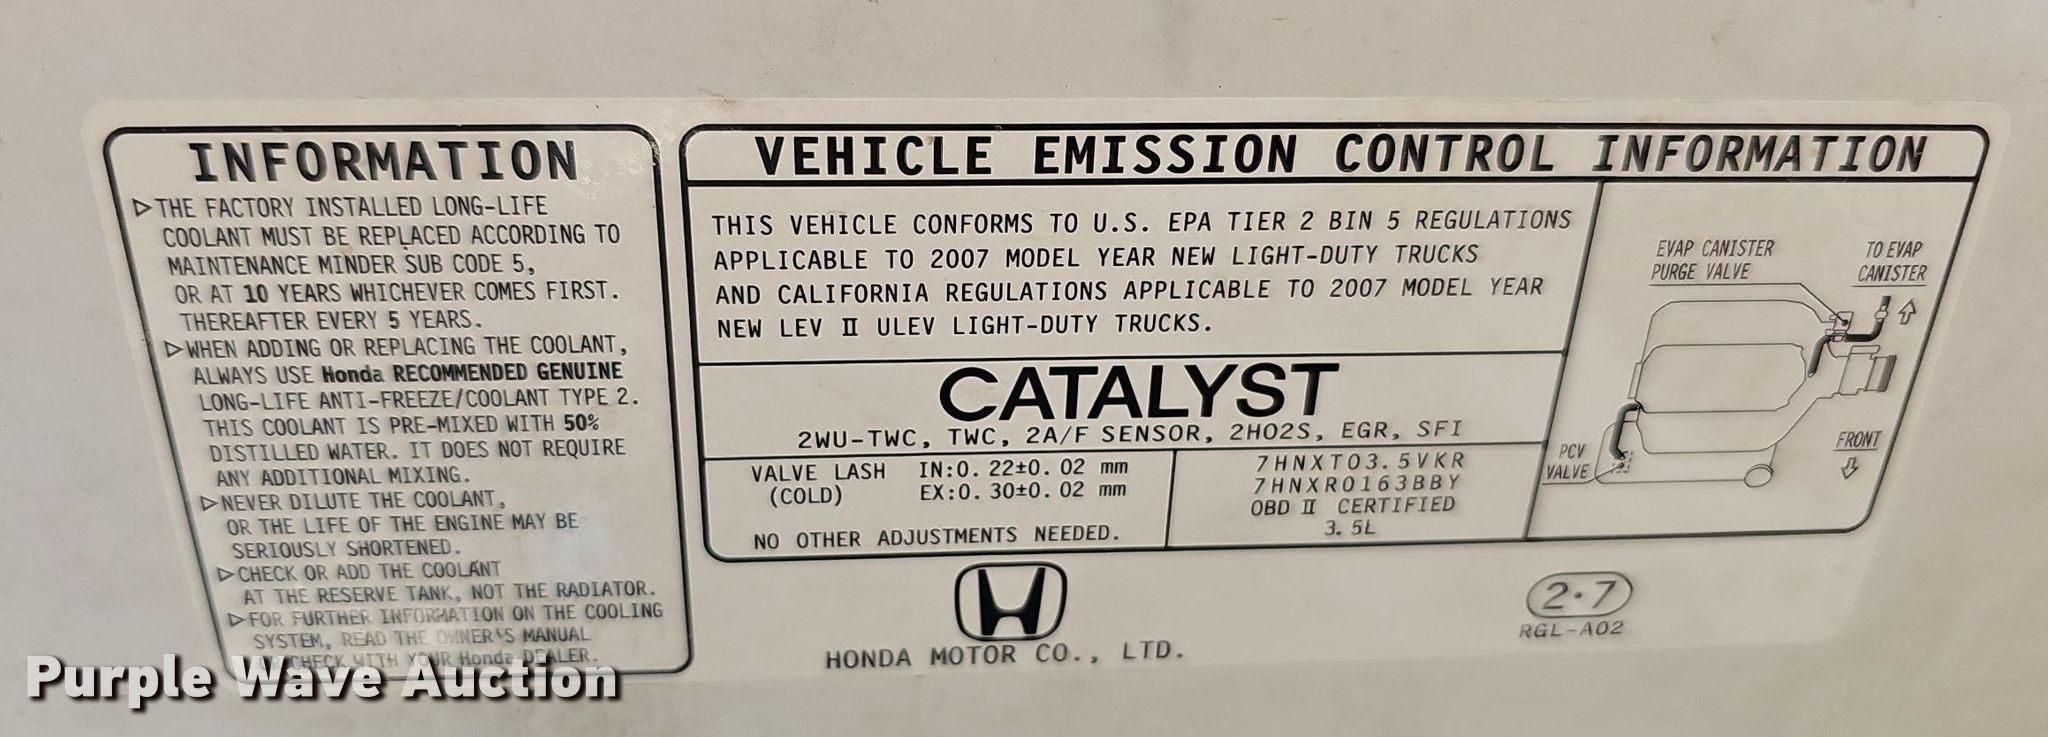 INFORMATION
▷THE FACTORY INSTALLED LONG-LIFE
COOLANT MUST BE REPLACED ACCORDING TO
MAINTENANCE MINDER SUB CODE 5,
OR AT 10 YEARS WHICHEVER COMES FIRST.
THEREAFTER EVERY 5 YEARS.
▷WHEN ADDING OR REPLACING THE COOLANT,
ALWAYS USE Honda RECOMMENDED GENUINE
LONG-LIFE ANTI-FREEZE/COOLANT TYPE 2.
THIS COOLANT IS PRE-MIXED WITH 50%
DISTILLED WATER. IT DOES NOT REQUIRE
ANY ADDITIONAL MIXING.
▷NEVER DILUTE THE COOLANT,
OR THE LIFE OF THE ENGINE MAY BE
SERIOUSLY SHORTENED.
▷CHECK OR ADD THE COOLANT
AT THE RESERVE TANK, NOT THE RADIATOR.
▷FOR FURTHER INFORMATION ON THE COOLING
SYSTEM, READ THE OWNER'S MANUAL
OR CHECK WITH YOUR Honda DEALER.
VEHICLE EMISSION CONTROL INFORMATION
THIS VEHICLE CONFORMS TO U.S. EPA TIER 2 BIN 5 REGULATIONS
APPLICABLE TO 2007 MODEL YEAR NEW LIGHT-DUTY TRUCKS
AND CALIFORNIA REGULATIONS APPLICABLE TO 2007 MODEL YEAR
NEW LEV II ULEV LIGHT-DUTY TRUCKS.
CATALYST
2WU-TWC, TWC, 2A/F SENSOR, 2HO2S, EGR, SFI
VALVE LASH IN:0.22±0.02 mm
(COLD) EX:0.30±0.02 mm
NO OTHER ADJUSTMENTS NEEDED.
7HNXT03.5VKR
7HNXR0163BBY
OBD II CERTIFIED
3.5L
EVAP CANISTER
PURGE VALVE
TO EVAP
CANISTER
PCV
VALVE
FRONT
HONDA MOTOR CO., LTD.
2·7
RGL-A02
Purple Wave Auction